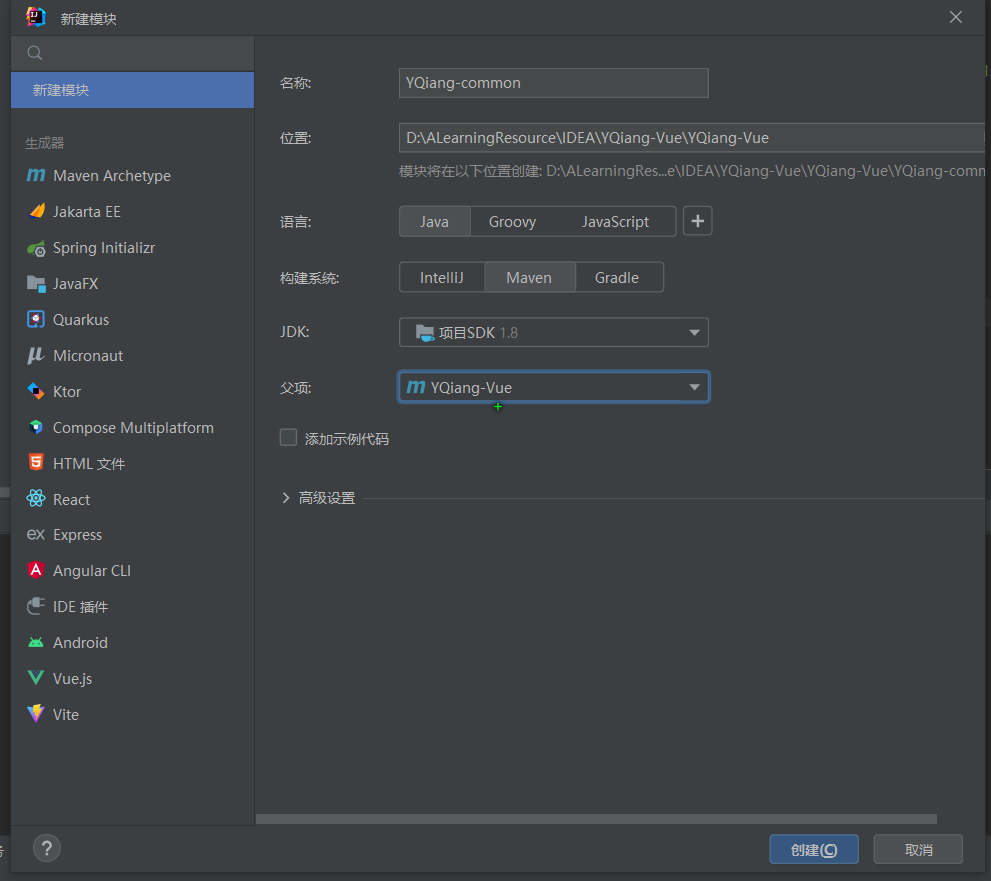 新建模块
新建模块
生成器
Maven Archetype
Jakarta EE
Spring Initializr
JavaFX
Quarkus
Micronaut
Ktor
Compose Multiplatform
HTML 文件
React
Express
Angular CLI
IDE 插件
Android
Vue.js
Vite
名称: YQiang-common
位置: D:\ALearningResource\IDEA\YQiang-Vue\YQiang-Vue
模块将在以下位置创建: D:\ALearningRes...e\IDEA\YQiang-Vue\YQiang-Vue\YQiang-comm
语言: Java Groovy JavaScript +
构建系统: IntelliJ Maven Gradle
JDK: 项目SDK 1.8
父项: YQiang-Vue
添加示例代码
高级设置
? 创建(C) 取消